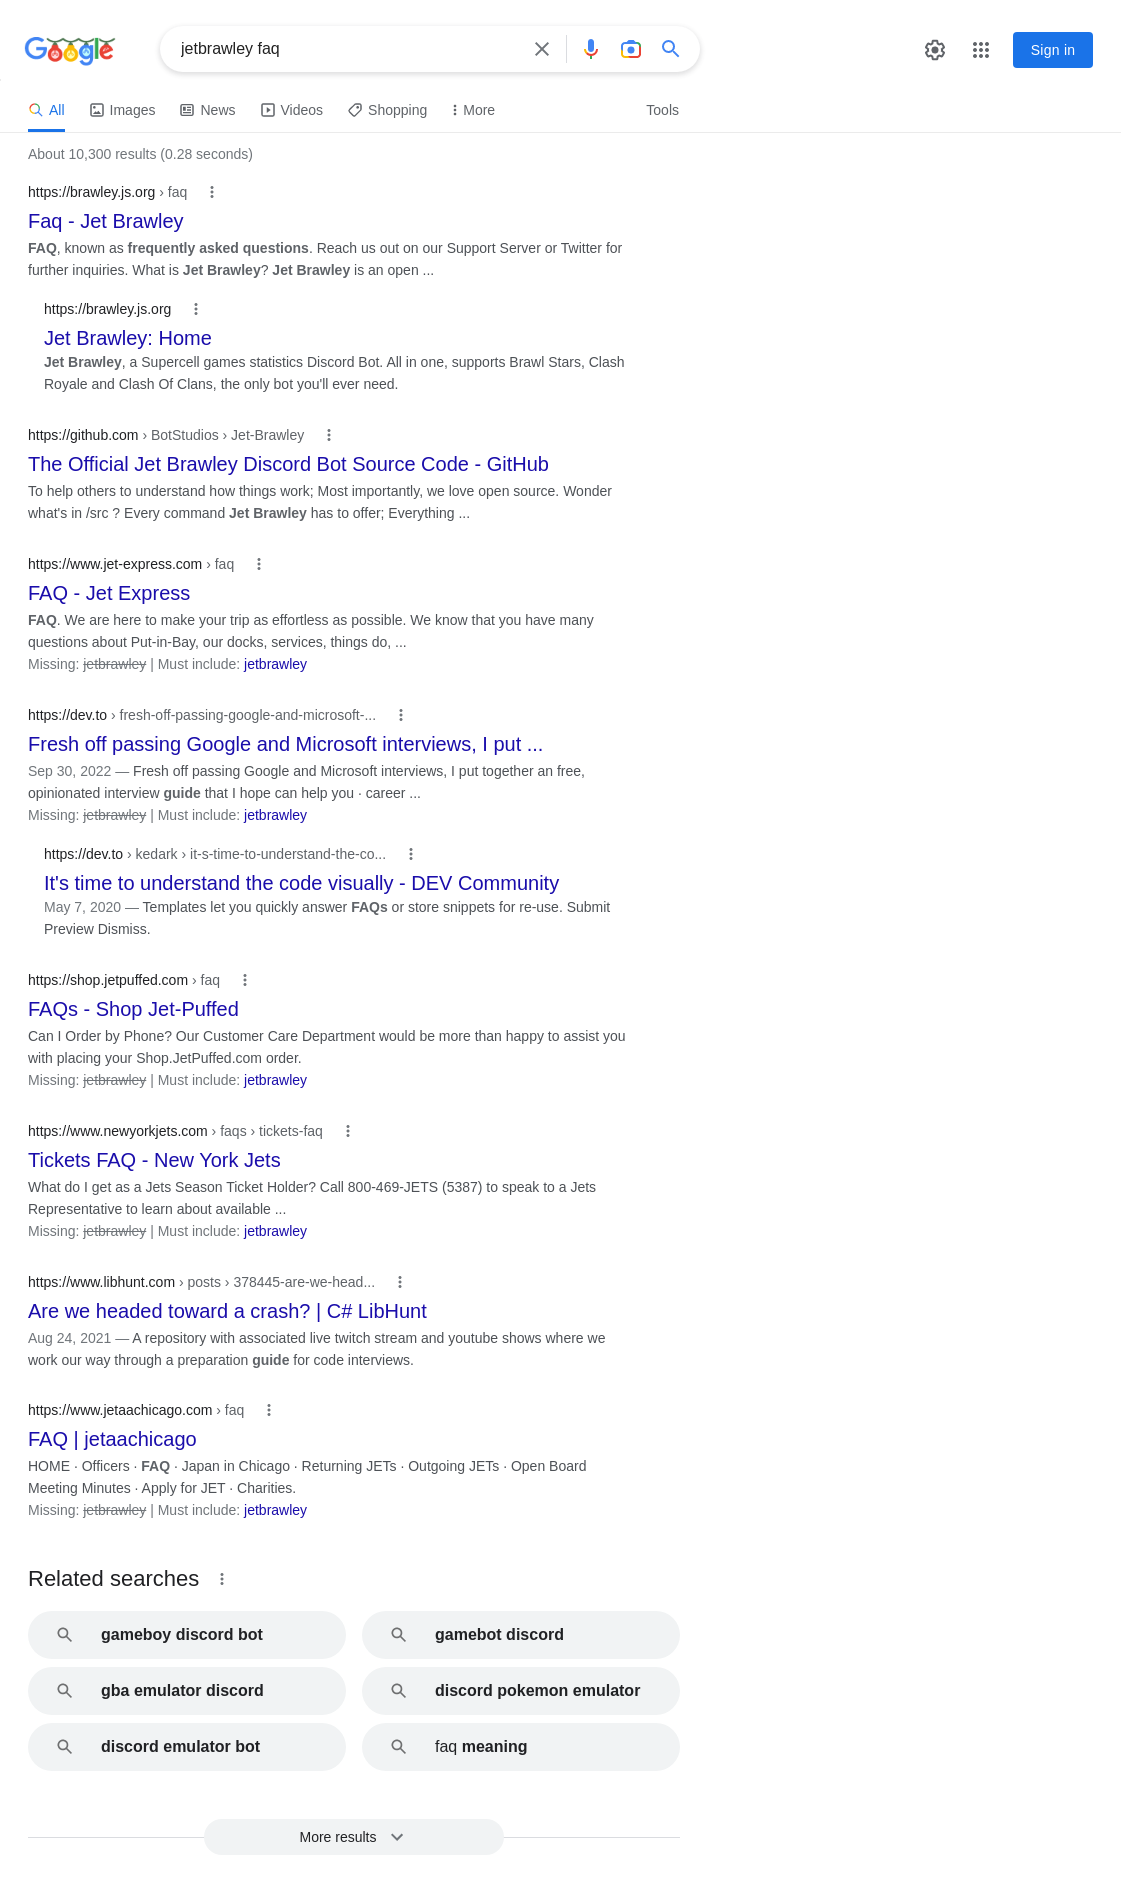 Google
jetbrawley faq
Sign in
All Images News Videos Shopping More Tools
About 10,300 results (0.28 seconds)
https://brawley.js.org › faq
Faq - Jet Brawley
FAQ, known as frequently asked questions. Reach us out on our Support Server or Twitter for
further inquiries. What is Jet Brawley? Jet Brawley is an open ...
https://brawley.js.org
Jet Brawley: Home
Jet Brawley, a Supercell games statistics Discord Bot. All in one, supports Brawl Stars, Clash
Royale and Clash Of Clans, the only bot you'll ever need.
https://github.com › BotStudios › Jet-Brawley
The Official Jet Brawley Discord Bot Source Code - GitHub
To help others to understand how things work; Most importantly, we love open source. Wonder
what's in /src ? Every command Jet Brawley has to offer; Everything ...
https://www.jet-express.com › faq
FAQ - Jet Express
FAQ. We are here to make your trip as effortless as possible. We know that you have many
questions about Put-in-Bay, our docks, services, things do, ...
Missing: jetbrawley | Must include: jetbrawley
https://dev.to › fresh-off-passing-google-and-microsoft-...
Fresh off passing Google and Microsoft interviews, I put ...
Sep 30, 2022 — Fresh off passing Google and Microsoft interviews, I put together an free,
opinionated interview guide that I hope can help you · career ...
Missing: jetbrawley | Must include: jetbrawley
https://dev.to › kedark › it-s-time-to-understand-the-co...
It's time to understand the code visually - DEV Community
May 7, 2020 — Templates let you quickly answer FAQs or store snippets for re-use. Submit
Preview Dismiss.
https://shop.jetpuffed.com › faq
FAQs - Shop Jet-Puffed
Can I Order by Phone? Our Customer Care Department would be more than happy to assist you
with placing your Shop.JetPuffed.com order.
Missing: jetbrawley | Must include: jetbrawley
https://www.newyorkjets.com › faqs › tickets-faq
Tickets FAQ - New York Jets
What do I get as a Jets Season Ticket Holder? Call 800-469-JETS (5387) to speak to a Jets
Representative to learn about available ...
Missing: jetbrawley | Must include: jetbrawley
https://www.libhunt.com › posts › 378445-are-we-head...
Are we headed toward a crash? | C# LibHunt
Aug 24, 2021 — A repository with associated live twitch stream and youtube shows where we
work our way through a preparation guide for code interviews.
https://www.jetaachicago.com › faq
FAQ | jetaachicago
HOME · Officers · FAQ · Japan in Chicago · Returning JETs · Outgoing JETs · Open Board
Meeting Minutes · Apply for JET · Charities.
Missing: jetbrawley | Must include: jetbrawley
Related searches
gameboy discord bot
gamebot discord
gba emulator discord
discord pokemon emulator
discord emulator bot
faq meaning
More results